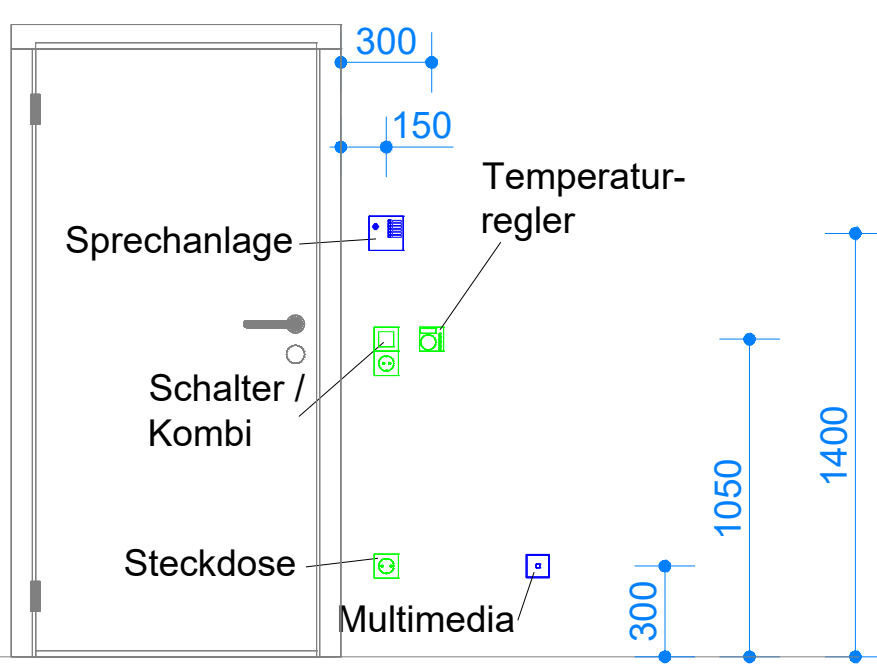 300
150
Temperatur-
regler
Sprechanlage
Schalter /
Kombi
1400
1050
Steckdose
300
Multimedia